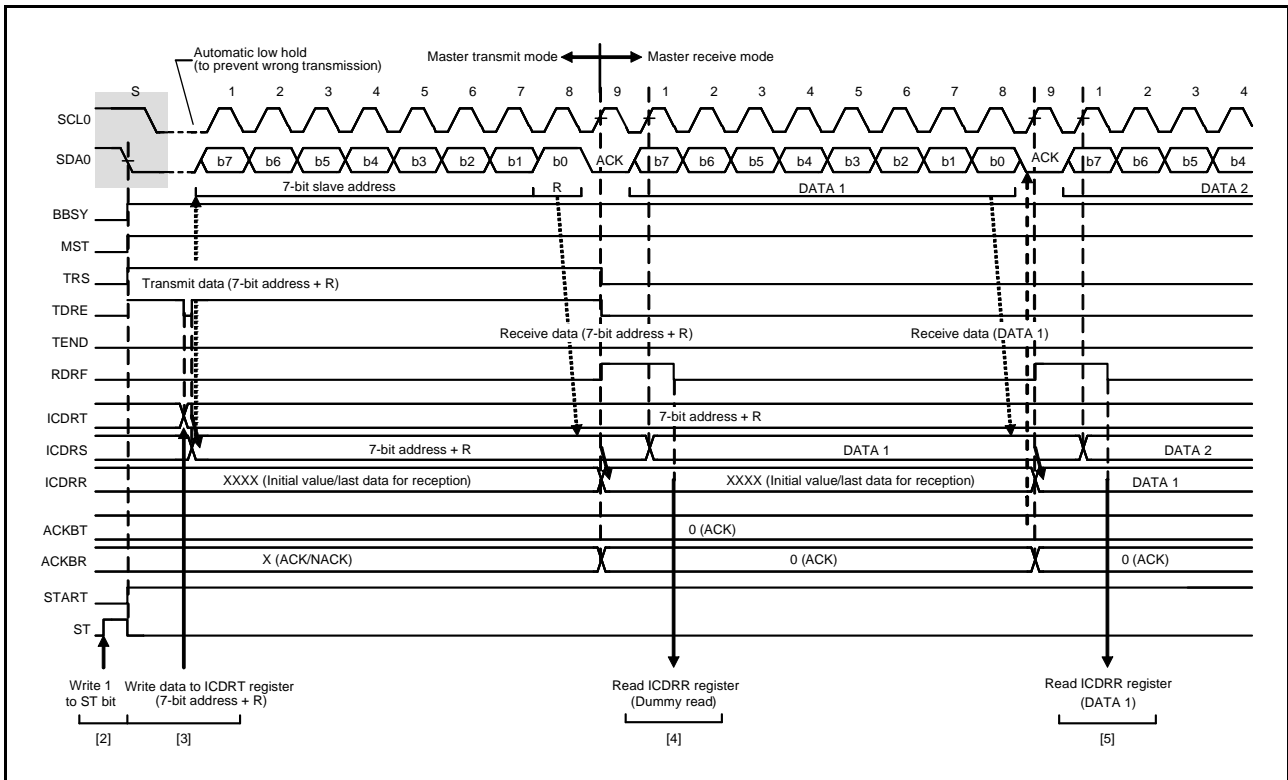 Automatic low hold
(to prevent wrong transmission)
Master transmit mode
Master receive mode
S 1 2 3 4 5 6 7 8 9 1 2 3 4 5 6 7 8 9 1 2 3 4
SCL0
SDA0 b7 b6 b5 b4 b3 b2 b1 b0 ACK b7 b6 b5 b4 b3 b2 b1 b0 ACK b7 b6 b5 b4
7-bit slave address R DATA 1 DATA 2
BBSY
MST
TRS
Transmit data (7-bit address + R)
TDRE
Receive data (7-bit address + R) Receive data (DATA 1)
TEND
RDRF
ICDRT 7-bit address + R
ICDRS 7-bit address + R DATA 1 DATA 2
ICDRR XXXX (Initial value/last data for reception) XXXX (Initial value/last data for reception) DATA 1
ACKBT 0 (ACK)
ACKBR X (ACK/NACK) 0 (ACK) 0 (ACK)
START
ST
Write 1
to ST bit
Write data to ICDRT register
(7-bit address + R)
Read ICDRR register
(Dummy read)
Read ICDRR register
(DATA 1)
[2] [3] [4] [5]